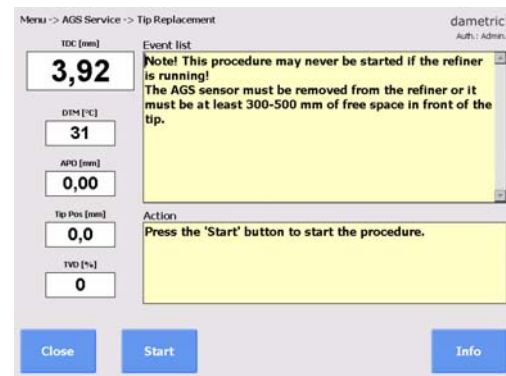 Menu -> AGS Service -> Tip Replacement
dametric
Auth.: Admin.
TDC [mm]
3,92
DTM [°C]
31
APD [mm]
0,00
Tip Pos [mm]
0,0
TVD [%]
0
Event list
Note! This procedure may never be started if the refiner
is running!
The AGS sensor must be removed from the refiner or it
must be at least 300-500 mm of free space in front of the
tip.
Action
Press the 'Start' button to start the procedure.
Close
Start
Info